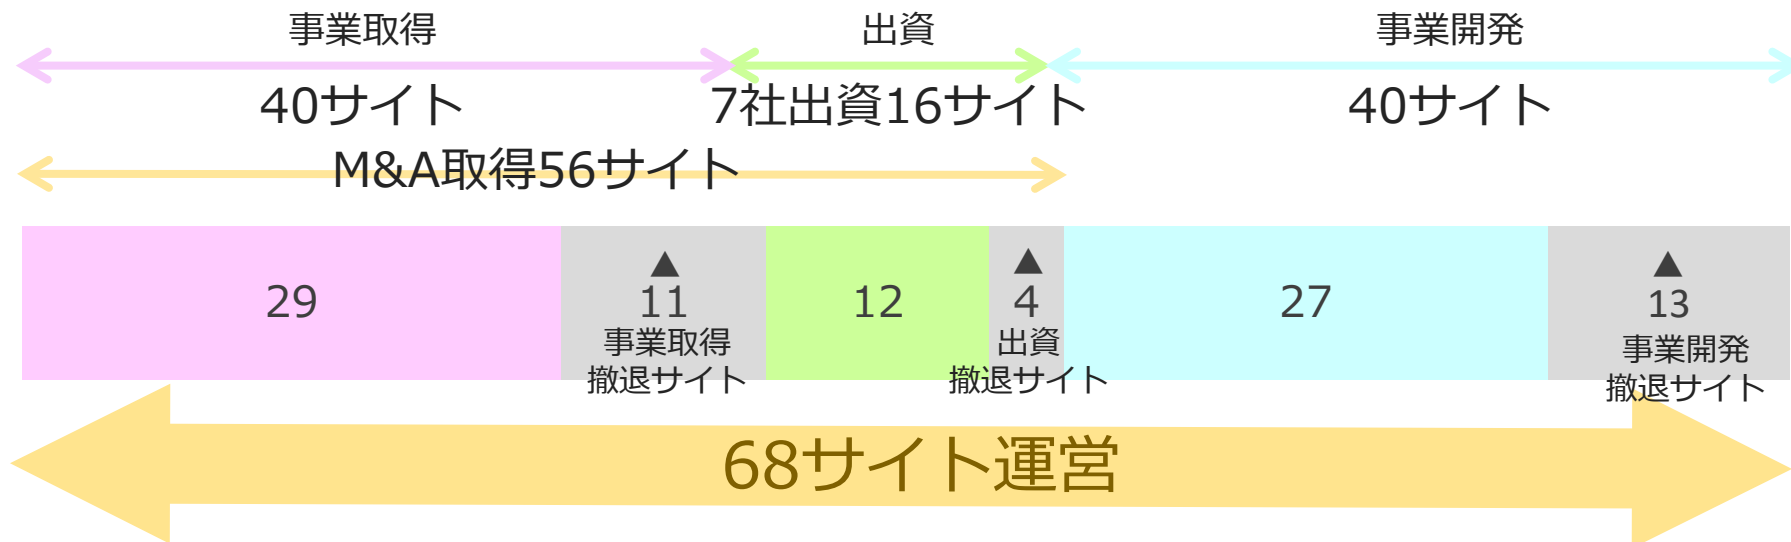 事業取得
出資
事業開発
40サイト
7社出資16サイト
40サイト
M&A取得56サイト
29
▲
11
事業取得
撤退サイト
12
▲
4
出資
撤退サイト
27
▲
13
事業開発
撤退サイト
68サイト運営